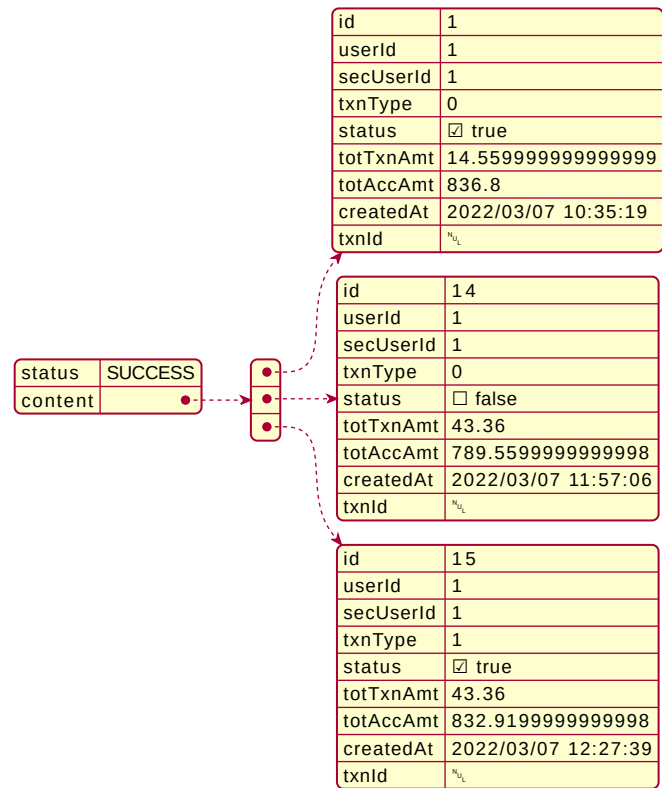 id 1
userId 1
secUserId 1
txnType 0
status ☑ true
totTxnAmt 14.559999999999999
totAccAmt 836.8
createdAt 2022/03/07 10:35:19
txnId ␀
status SUCCESS
content
id 14
userId 1
secUserId 1
txnType 0
status ☐ false
totTxnAmt 43.36
totAccAmt 789.5599999999998
createdAt 2022/03/07 11:57:06
txnId ␀
id 15
userId 1
secUserId 1
txnType 1
status ☑ true
totTxnAmt 43.36
totAccAmt 832.9199999999998
createdAt 2022/03/07 12:27:39
txnId ␀